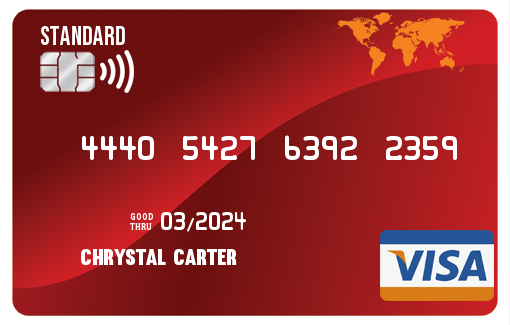 STANDARD
4440 5427 6392 2359
GOOD
THRU 03/2024
CHRYSTAL CARTER
VISA